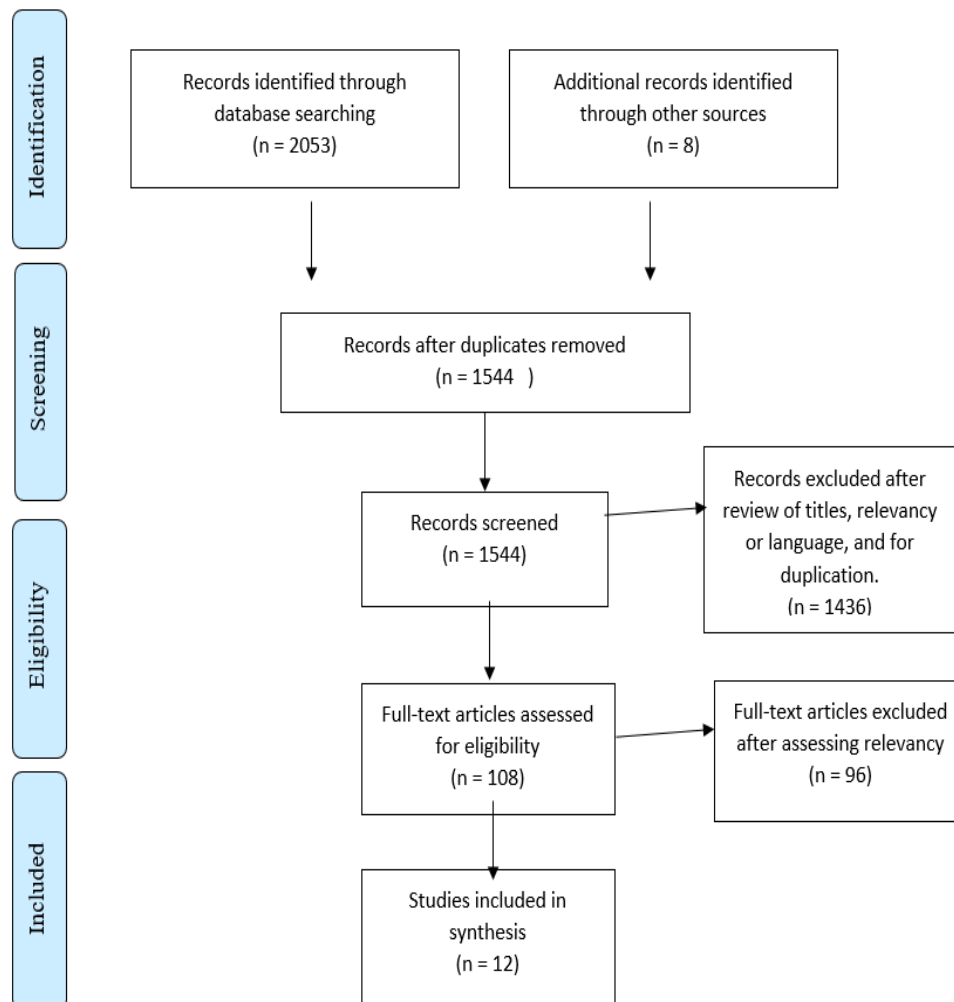 Identification
Records identified through
database searching
(n = 2053)
Additional records identified
through other sources
(n = 8)
Screening
Records after duplicates removed
(n = 1544   )
Records screened
(n = 1544)
Records excluded after
review of titles, relevancy
or language, and for
duplication.
(n = 1436)
Eligibility
Full-text articles assessed
for eligibility
(n = 108)
Full-text articles excluded
after assessing relevancy
(n = 96)
Included
Studies included in
synthesis
(n = 12)